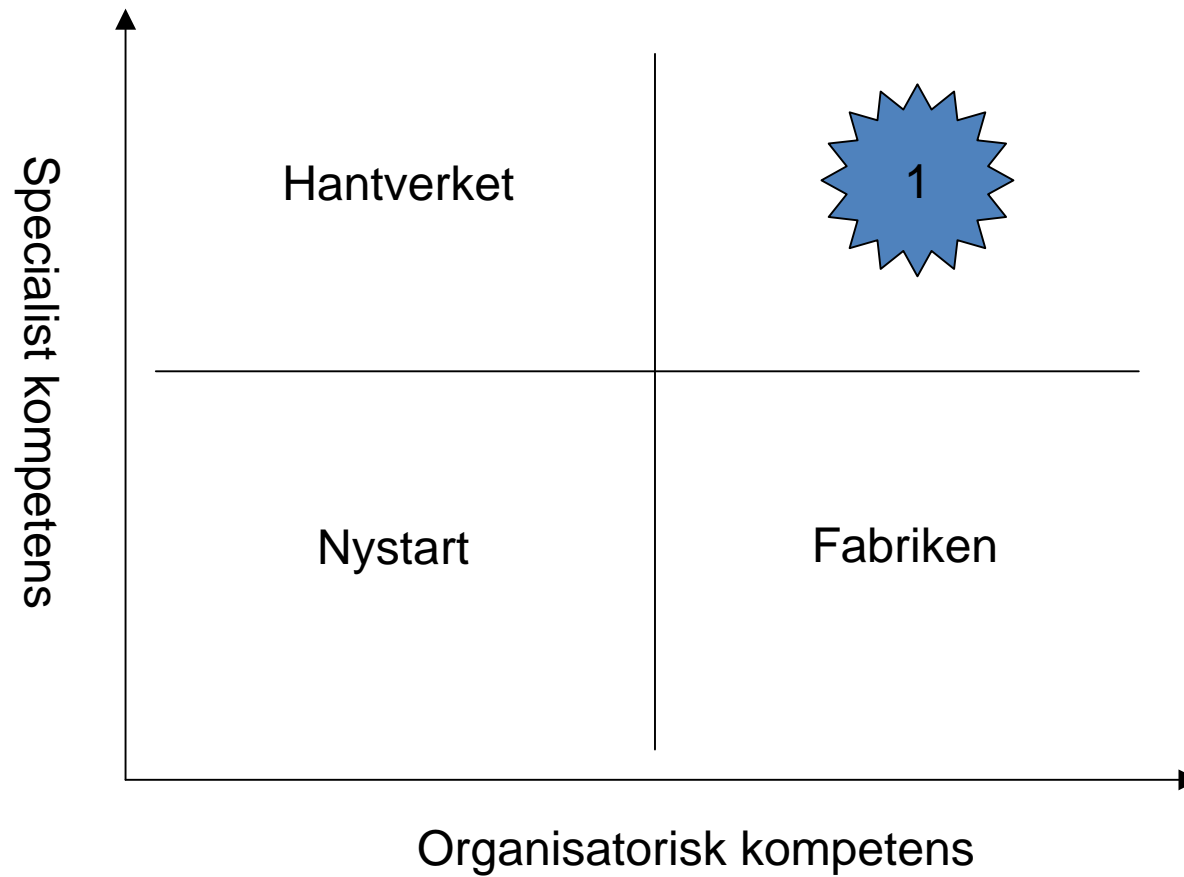 Specialist kompetens
Hantverket
1
Nystart
Fabriken
Organisatorisk kompetens